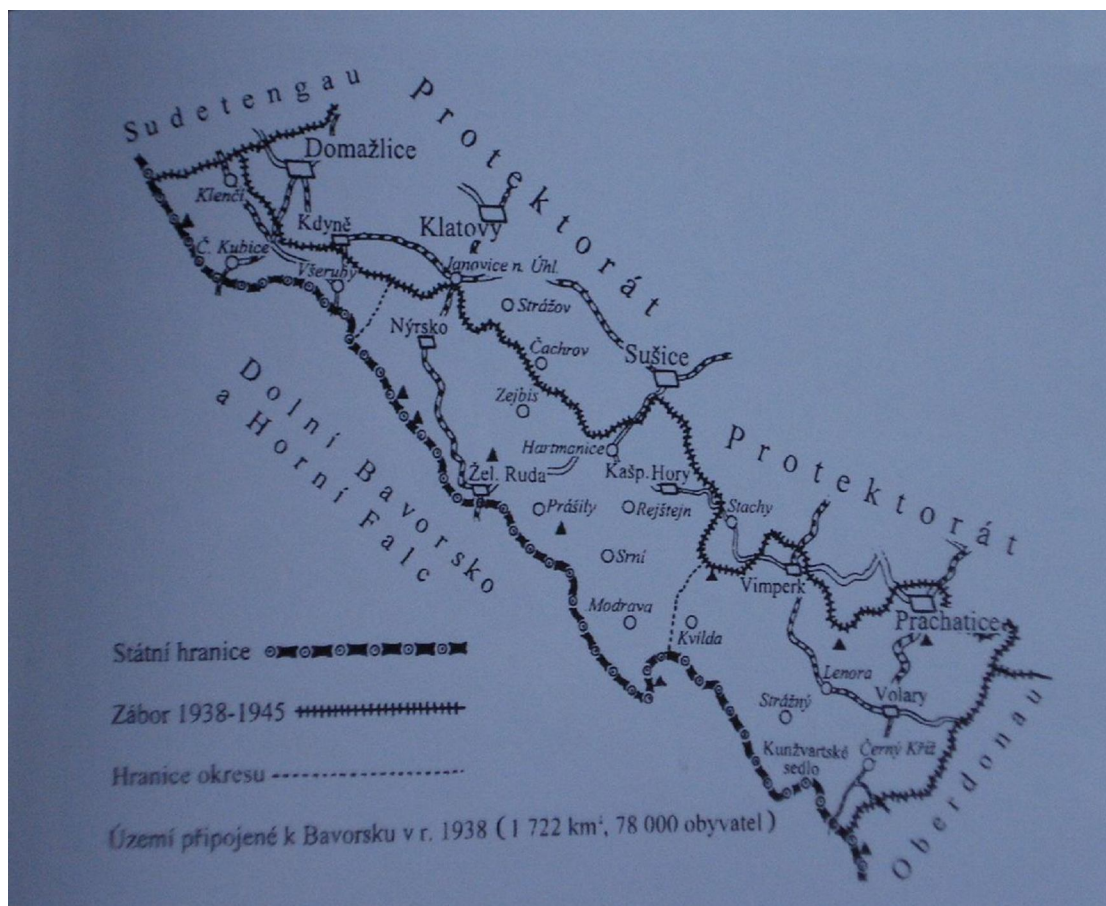 Sudetengau
Protektorát
Domažlice
Klenčí
Kdyně
Klatovy
Č. Kubice
Všeruby
Janovice n. Úhl.
Strážov
Nýrsko
Čachrov
Sušice
Zejbis
Dolní Bavorsko
a Horní Falc
Protektorát
Hartmanice
Žel. Ruda
Kašp. Hory
Prášily
Rejštejn
Stachy
Srní
Vimperk
Modrava
Kvilda
Prachatice
Lenora
Strážný
Volary
Kunžvartské
sedlo
Černý Kříž
Oberdonau
Státní hranice
Zábor 1938-1945
Hranice okresu
Území připojené k Bavorsku v r. 1938 ( 1 722 km², 78 000 obyvatel )